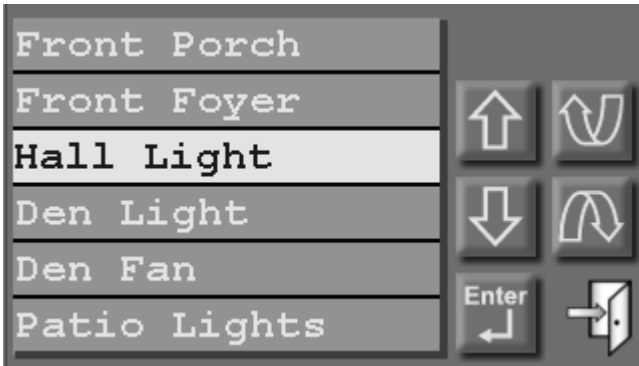 Front Porch
Front Foyer
Hall Light
Den Light
Den Fan
Patio Lights
Enter